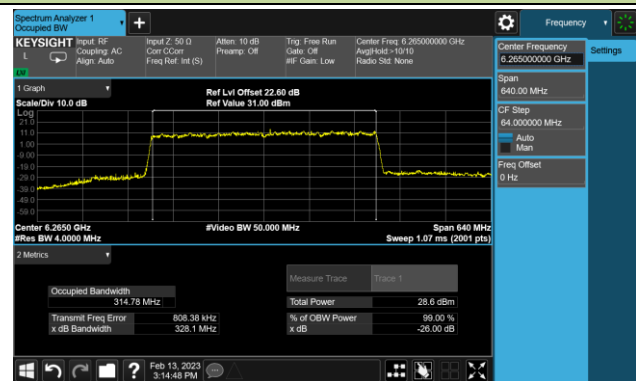 Spectrum Analyzer 1
Occupied BW
+
Frequency
KEYSIGHT
L
Input: RF
Coupling: AC
Align: Auto
Input Z: 50 Ω
Corr CCorr
Freq Ref: Int (S)
Atten: 10 dB
Preamp: Off
Trig: Free Run
Gate: Off
#IF Gain: Low
Center Freq: 6.265000000 GHz
Avg|Hold:>10/10
Radio Std: None
Center Frequency
6.265000000 GHz
Settings
Span
640.00 MHz
CF Step
64.000000 MHz
Auto
Man
Freq Offset
0 Hz
1 Graph
Scale/Div 10.0 dB
Ref Lvl Offset 22.60 dB
Ref Value 31.00 dBm
Log
21.0
11.0
1.00
-9.00
-19.0
-29.0
-39.0
-49.0
-59.0
Center 6.2650 GHz
#Res BW 4.0000 MHz
#Video BW 50.000 MHz
Span 640 MHz
Sweep 1.07 ms (2001 pts)
2 Metrics
Measure Trace
Trace 1
Occupied Bandwidth
314.78 MHz
Total Power
28.6 dBm
Transmit Freq Error
808.38 kHz
% of OBW Power
99.00 %
x dB Bandwidth
328.1 MHz
x dB
-26.00 dB
?
Feb 13, 2023
3:14:48 PM